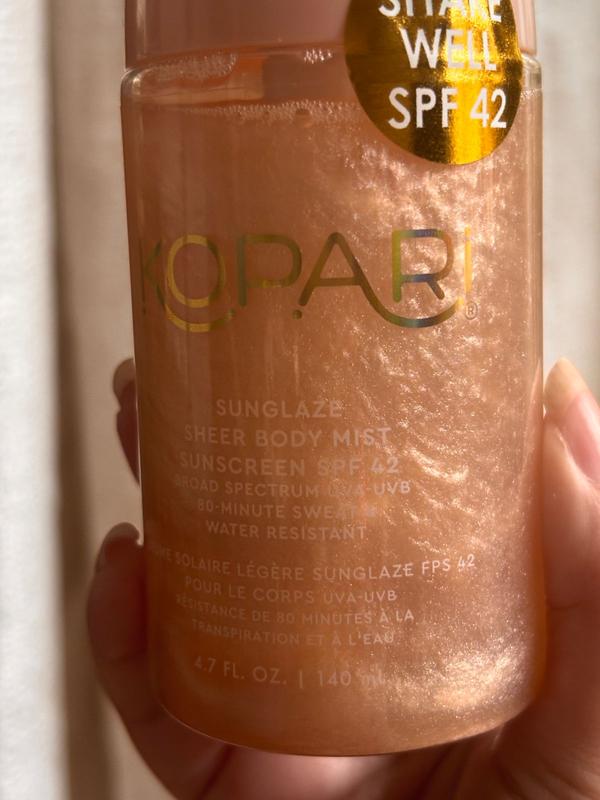 SHAKE
WELL
SPF 42
KOPARI®
SUNGLAZE
SHEER BODY MIST
SUNSCREEN SPF 42
BROAD SPECTRUM UVA-UVB
80-MINUTE SWEAT &
WATER RESISTANT
SOLAIRE LÉGÈRE SUNGLAZE FPS 42
POUR LE CORPS UVA-UVB
RÉSISTANCE DE 80 MINUTES À LA
TRANSPIRATION ET À L'EAU
4.7 FL. OZ. | 140 mL